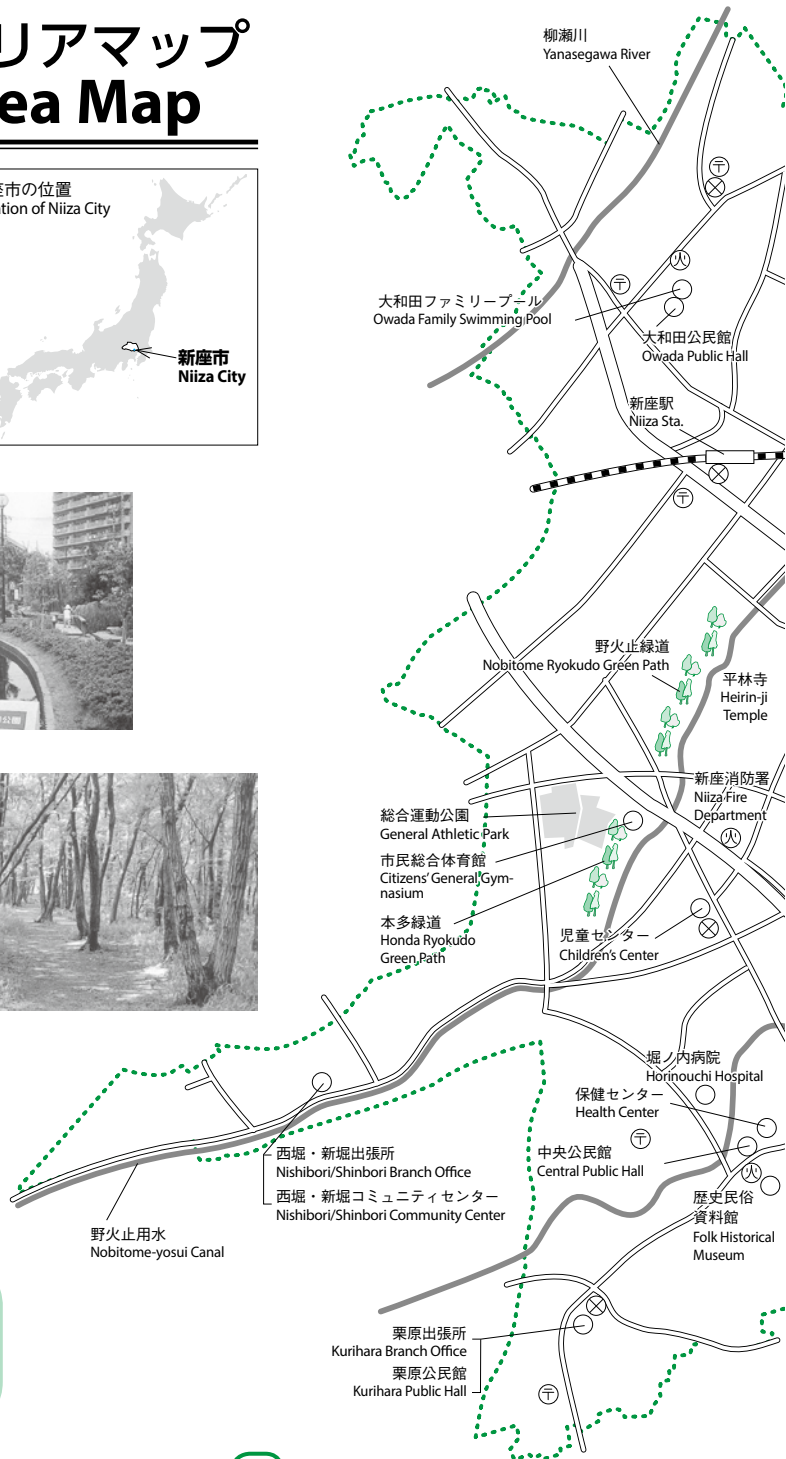 リアマップ
ea Map
座市の位置
ation of Niiza City
新座市
Niiza City
柳瀬川
Yanasegawa River
〒
〒
火
大和田ファミリープール
Owada Family Swimming Pool
大和田公民館
Owada Public Hall
新座駅
Niiza Sta.
〒
野火止緑道
Nobitome Ryokudo Green Path
平林寺
Heirin-ji
Temple
新座消防署
Niiza Fire
Department
火
総合運動公園
General Athletic Park
市民総合体育館
Citizens' General Gym-
nasium
本多緑道
Honda Ryokudo
Green Path
児童センター
Children's Center
堀ノ内病院
Horinouchi Hospital
保健センター
Health Center
〒
中央公民館
Central Public Hall
火
歴史民俗
資料館
Folk Historical
Museum
西堀・新堀出張所
Nishibori/Shinbori Branch Office
西堀・新堀コミュニティセンター
Nishibori/Shinbori Community Center
野火止用水
Nobitome-yosui Canal
栗原出張所
Kurihara Branch Office
栗原公民館
Kurihara Public Hall
〒